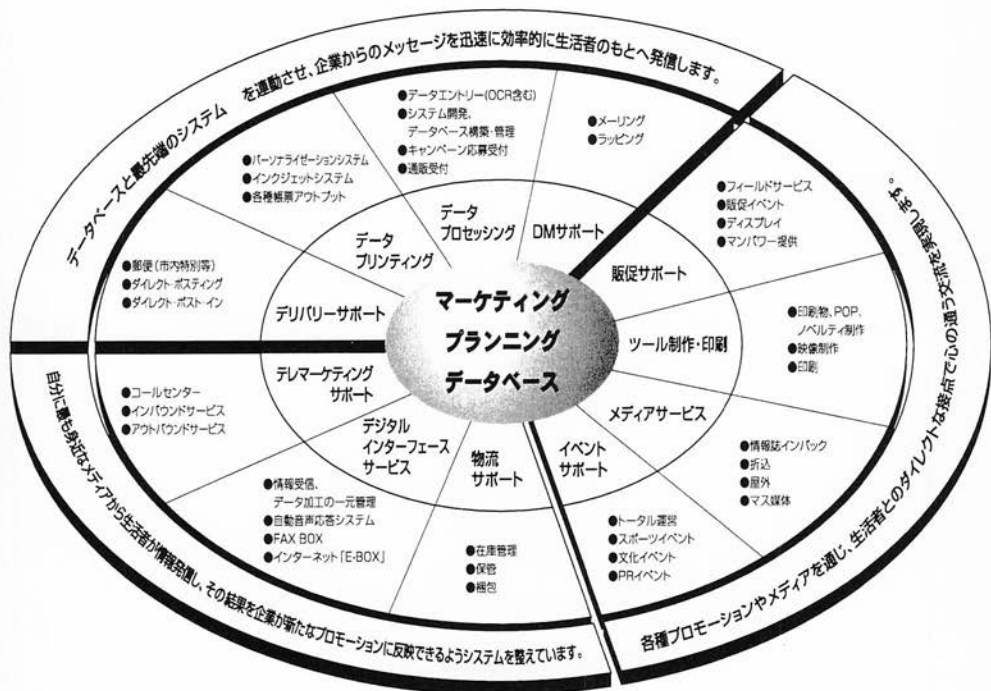 データベースと最先端のシステム を連動させ、企業からのメッセージを迅速に効率的に生活者のもとへ発信します。
●データエントリー(OCR含む)
●システム開発、
データベース構築・管理
●キャンペーン応募受付
●通販受付
●メーリング
●ラッピング
●パーソナライゼーションシステム
●インクジェットシステム
●各種帳票アウトプット
●フィールドサービス
●販促イベント
●ディスプレイ
●マンパワー提供
データ
プロセッシング
DMサポート
データ
プリンティング
販促サポート
●郵便(市内特別等)
●ダイレクト・ポスティング
●ダイレクト・ポスト・イン
デリバリーサポート
マーケティング
プランニング
データベース
ツール制作・印刷
●印刷物、POP、
ノベルティ制作
●映像制作
●印刷
●コールセンター
●インバウンドサービス
●アウトバウンドサービス
テレマーケティング
サポート
メディアサービス
デジタル
インターフェース
サービス
物流
サポート
イベント
サポート
●情報誌インパック
●折込
●屋外
●マス媒体
●情報受信、
データ加工の一元管理
●自動音声応答システム
●FAX BOX
●インターネット「E-BOX」
●在庫管理
●保管
●梱包
●トータル運営
●スポーツイベント
●文化イベント
●PRイベント
自分に最も身近なメディアから生活者が情報発信し、その結果を企業が新たなプロモーションに反映できるようシステムを整えています。
各種プロモーションやメディアを通じ、生活者とのダイレクトな接点で心の通う交流を実現します。